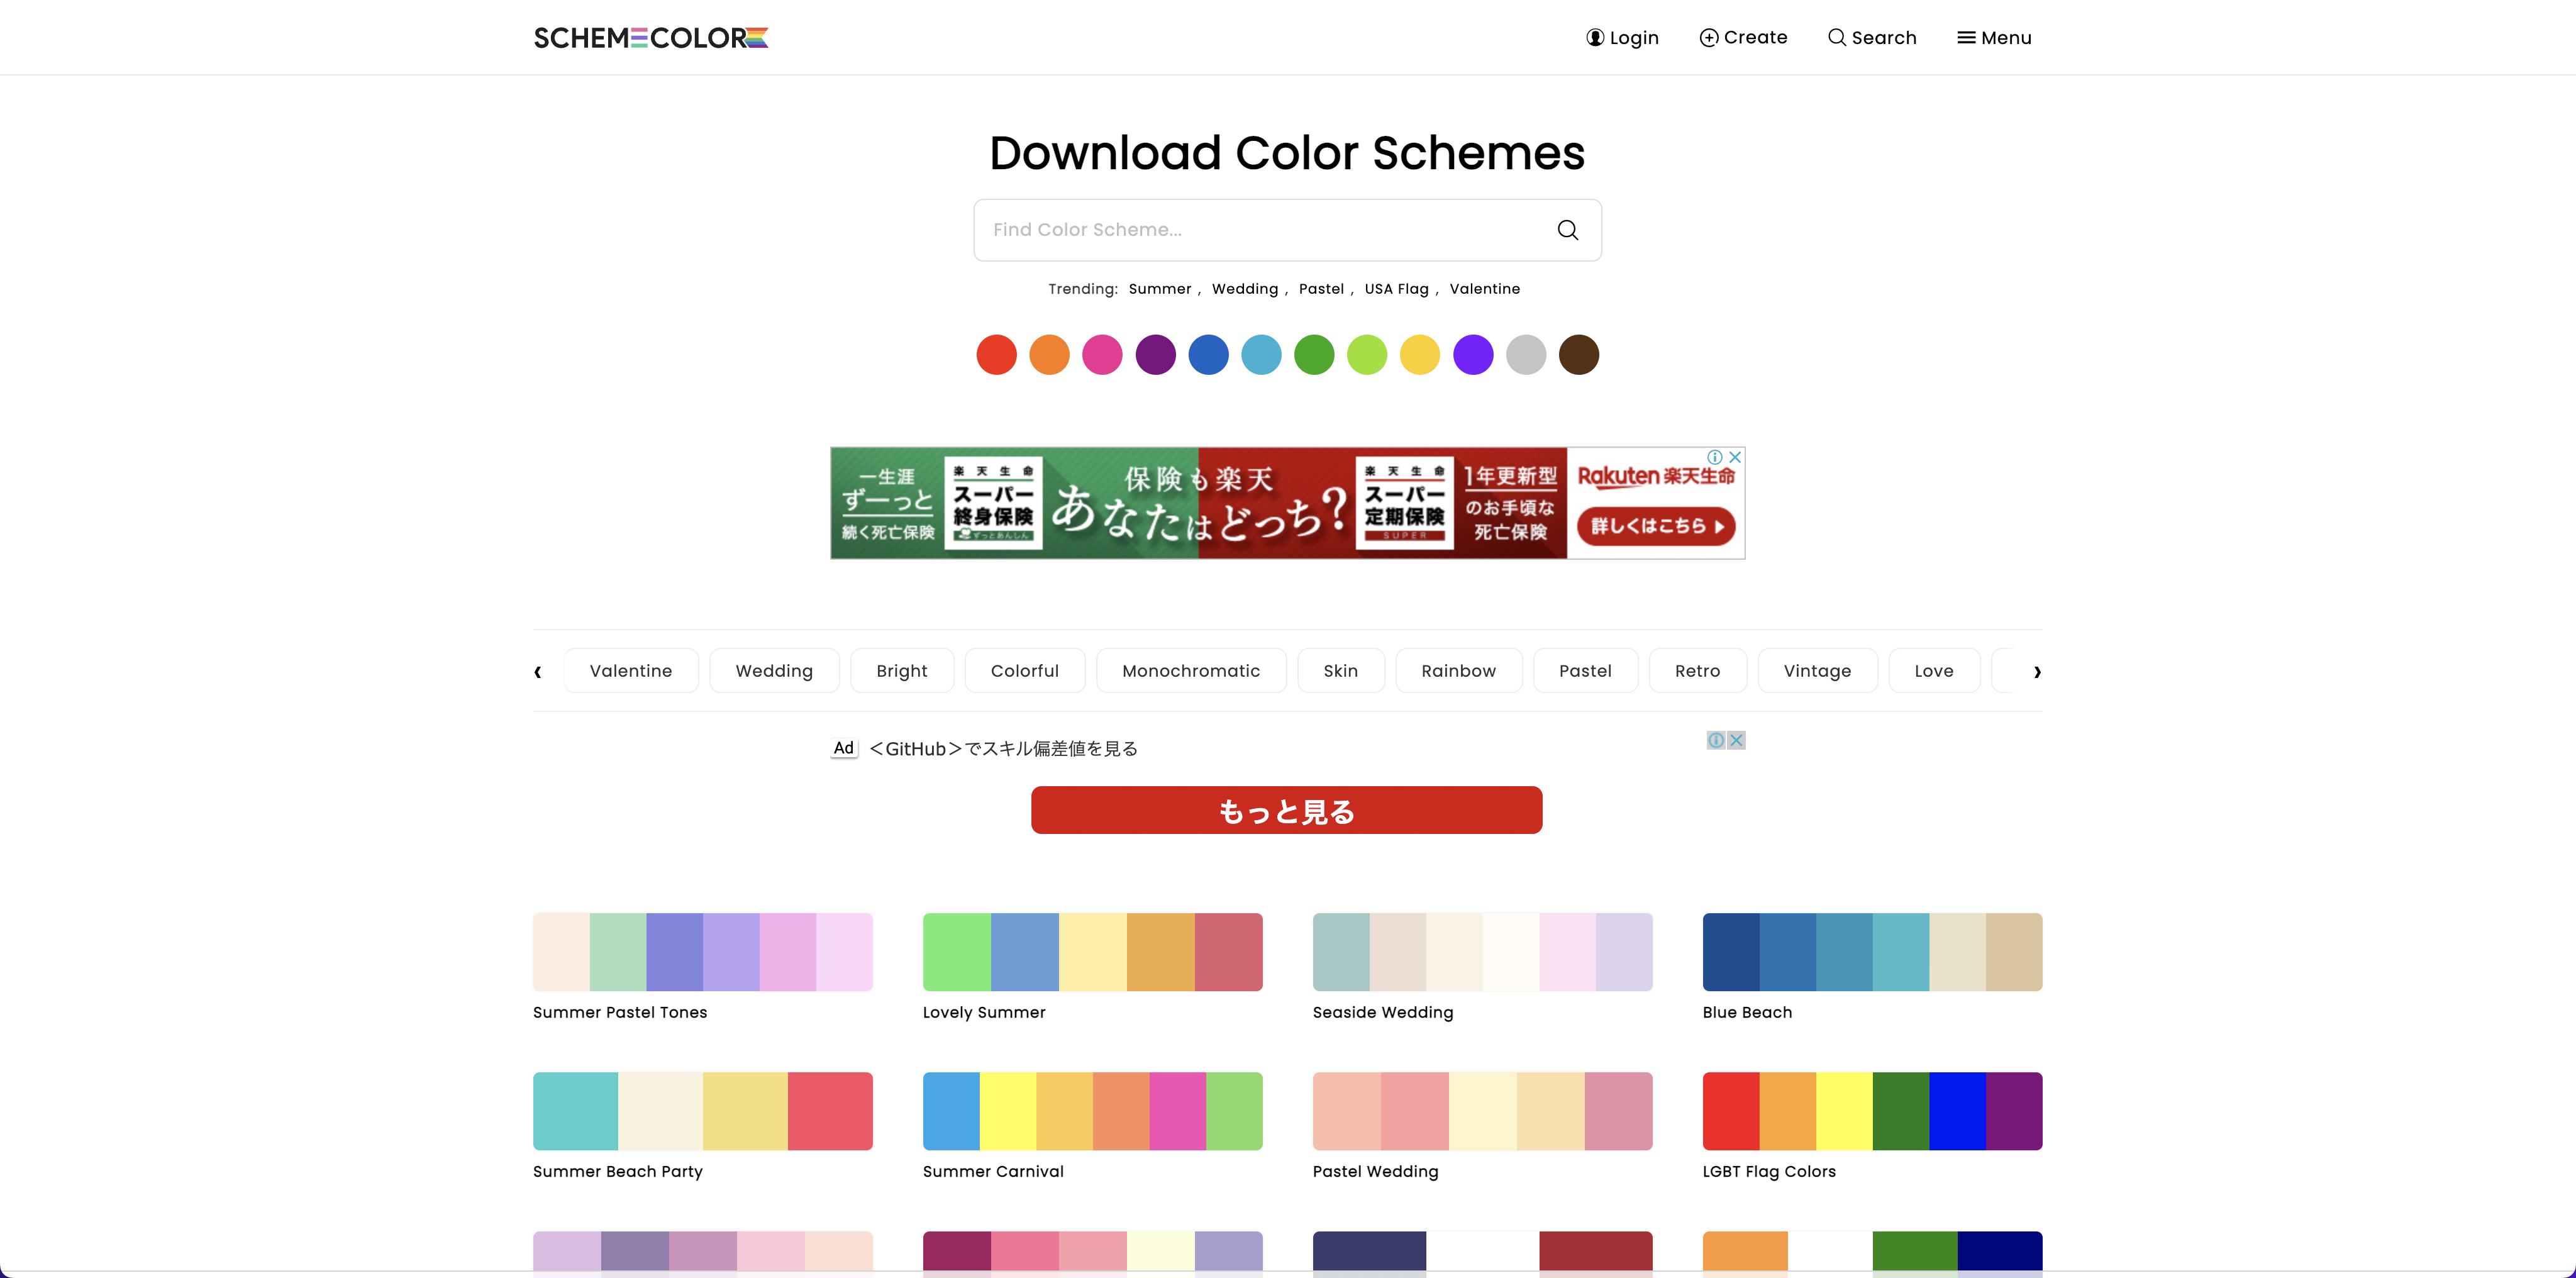 SCHEMECOLOR
Login
Create
Search
Menu
Download Color Schemes
Find Color Scheme...
Trending: Summer , Wedding , Pastel , USA Flag , Valentine
一生涯
ずーっと
続く死亡保険
楽天生命
スーパー
終身保険
ずっとあんしん
保険も楽天
あなたはどっち?
楽天生命
スーパー
定期保険
SUPER
1年更新型
のお手頃な
死亡保険
Rakuten 楽天生命
詳しくはこちら
Valentine
Wedding
Bright
Colorful
Monochromatic
Skin
Rainbow
Pastel
Retro
Vintage
Love
Ad <GitHub>でスキル偏差値を見る
もっと見る
Summer Pastel Tones
Lovely Summer
Seaside Wedding
Blue Beach
Summer Beach Party
Summer Carnival
Pastel Wedding
LGBT Flag Colors